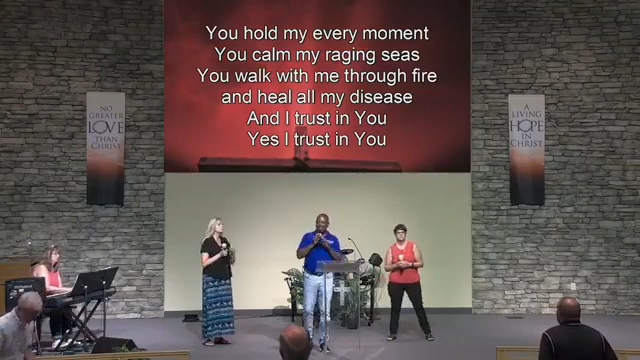 You hold my every moment
You calm my raging seas
You walk with me through fire
and heal all my disease
And I trust in You
Yes I trust in You
NO
GREATER
LOVE
THAN
CHRIST
A
LIVING
HOPE
IN
CHRIST